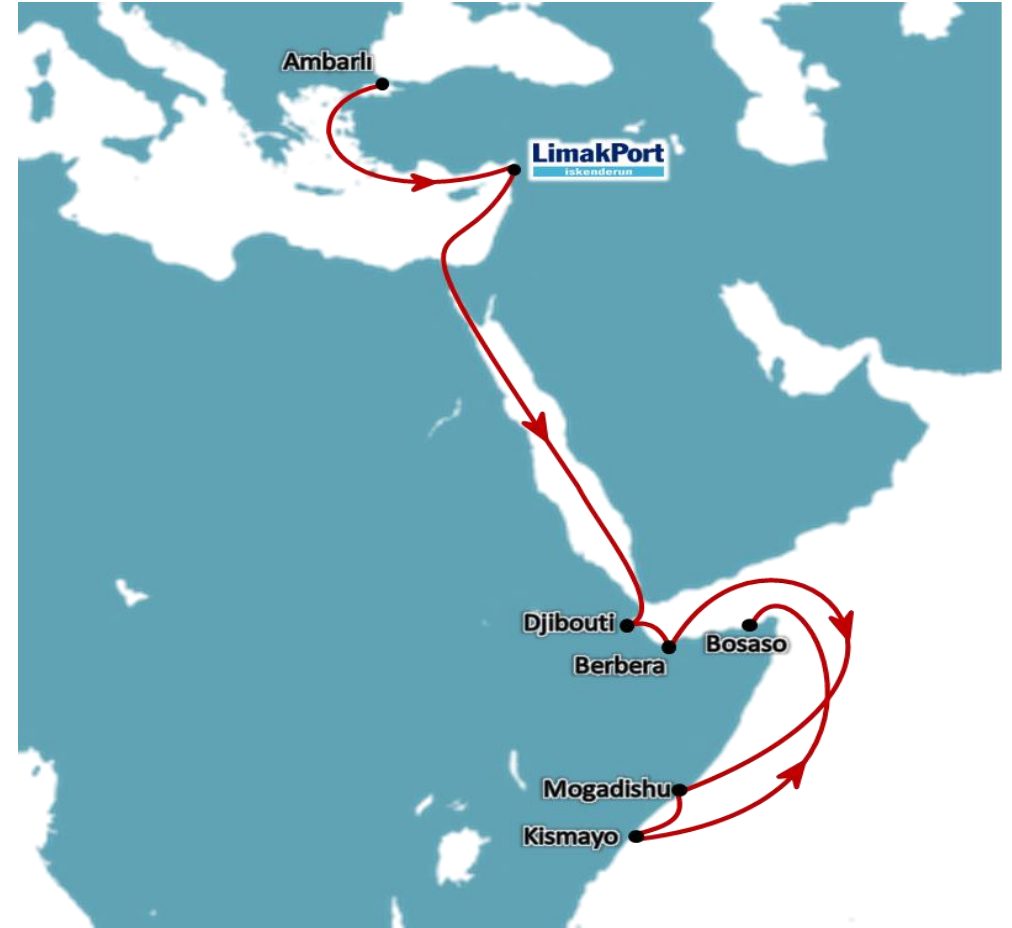 Ambarlı
LimakPort
iskenderun
Djibouti
Berbera
Bosaso
Mogadishu
Kismayo